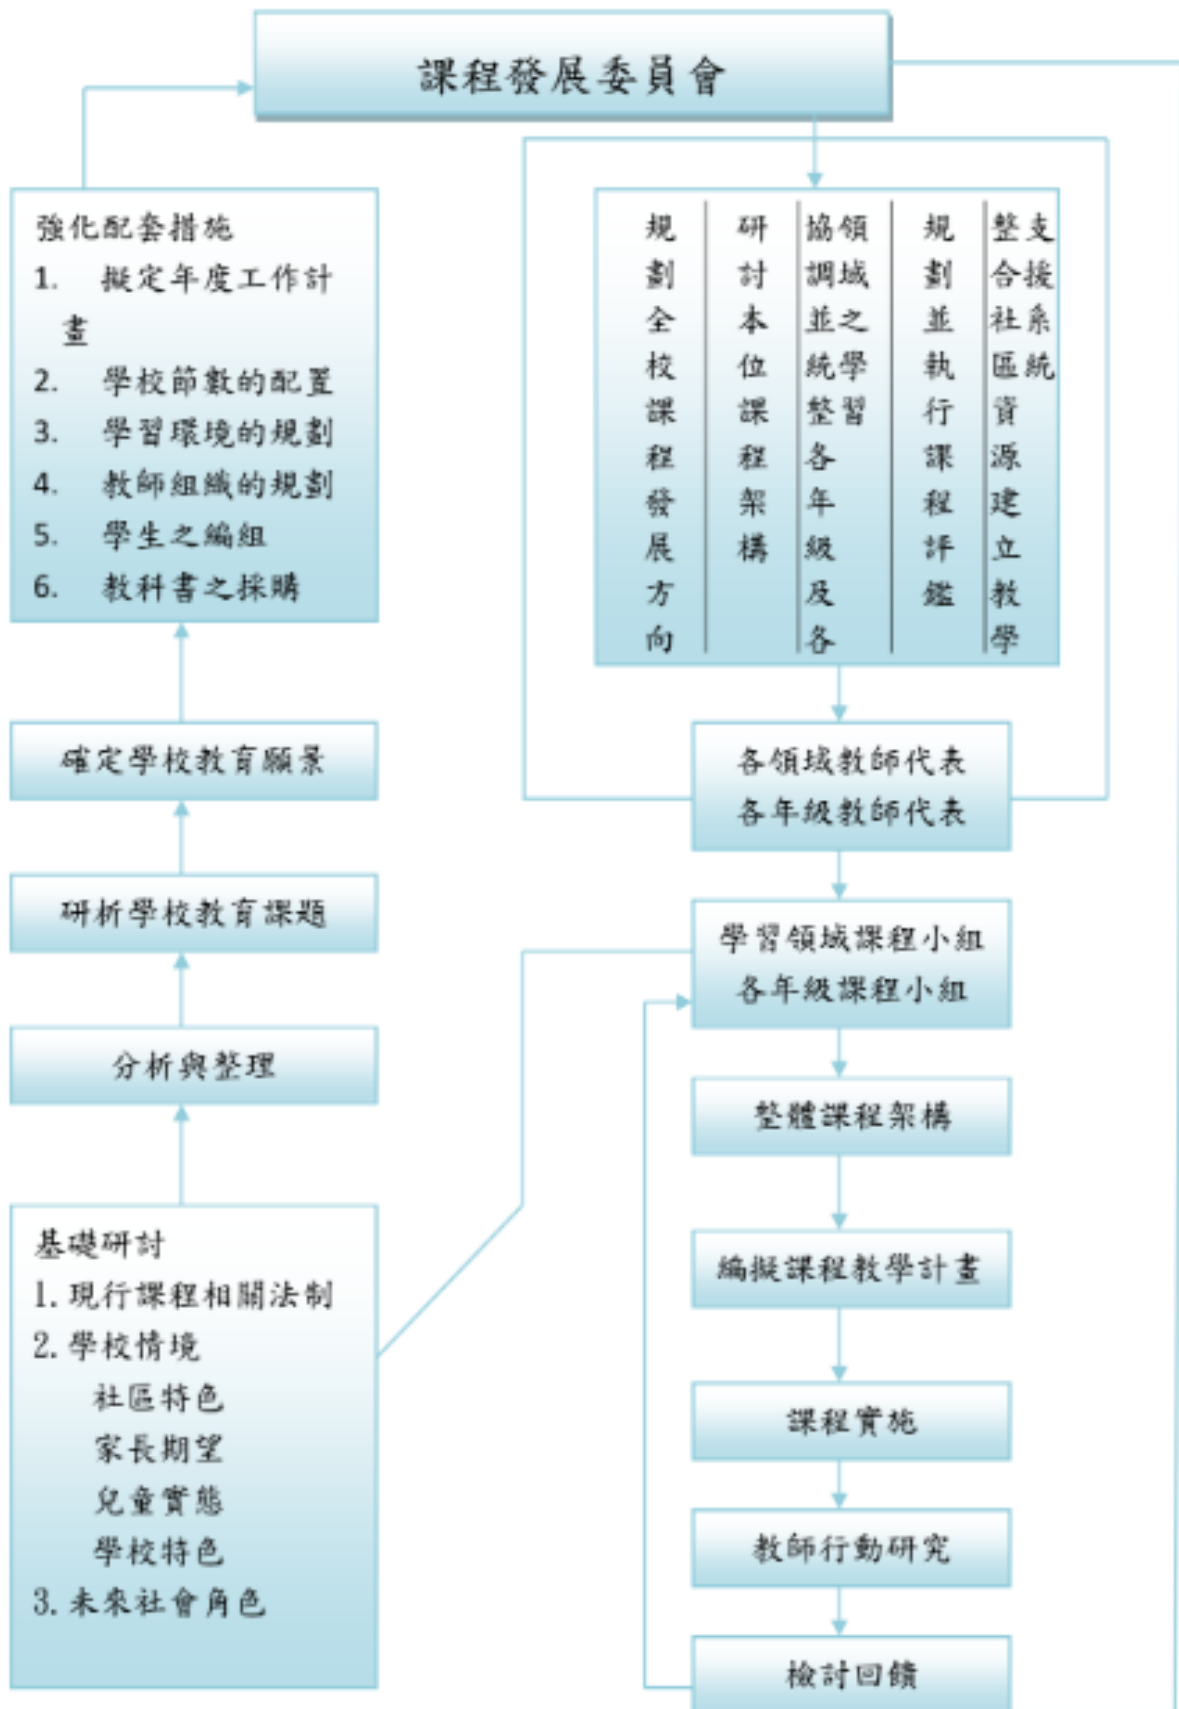 課程發展委員會
強化配套措施
1. 擬定年度工作計
畫
2. 學校節數的配置
3. 學習環境的規劃
4. 教師組織的規劃
5. 學生之編組
6. 教科書之採購
確定學校教育願景
研析學校教育課題
分析與整理
基礎研討
1.現行課程相關法制
2.學校情境
社區特色
家長期望
兒童實態
學校特色
3.未來社會角色
規劃全校課程發展方向
研討本位課程架構
協調並統整各年級及各
領域之學習
規劃並執行課程評鑑
整合社區資源建立教學
支援系統
各領域教師代表
各年級教師代表
學習領域課程小組
各年級課程小組
整體課程架構
編擬課程教學計畫
課程實施
教師行動研究
檢討回饋